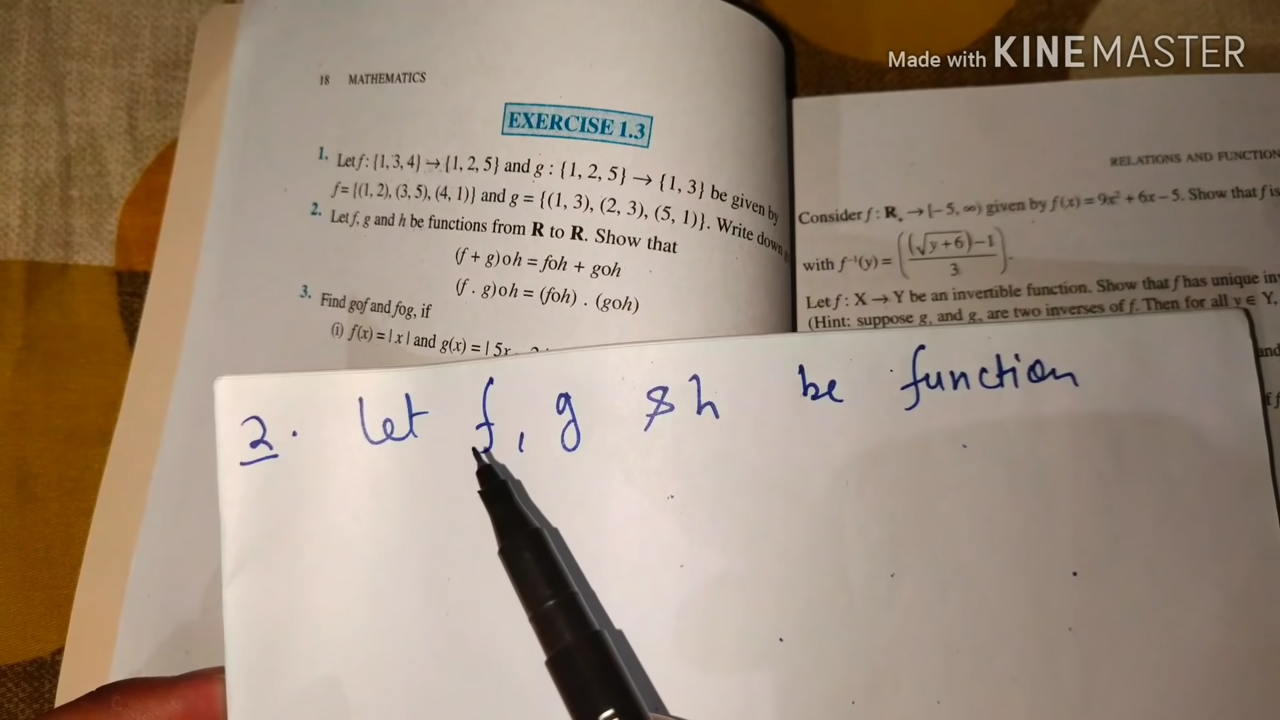 Made with KINEMASTER
18 MATHEMATICS
EXERCISE 1.3
1. Let f : {1, 3, 4} → {1, 2, 5} and g : {1, 2, 5} → {1, 3} be given by
f = {(1, 2), (3, 5), (4, 1)} and g = {(1, 3), (2, 3), (5, 1)}. Write down
2. Let f, g and h be functions from R to R. Show that
(f + g)oh = foh + goh
(f . g)oh = (foh) . (goh)
3. Find gof and fog, if
(i) f(x) = | x | and g(x) = | 5x
RELATIONS AND FUNCTION
Consider f : R₊ → [– 5, ∞) given by f(x) = 9x² + 6x – 5. Show that f is
with f⁻¹(y) = ((√y + 6) – 1 / 3).
Let f : X → Y be an invertible function. Show that f has unique in
(Hint: suppose g₁ and g₂ are two inverses of f. Then for all y ∈ Y,
2. let f, g & h be function